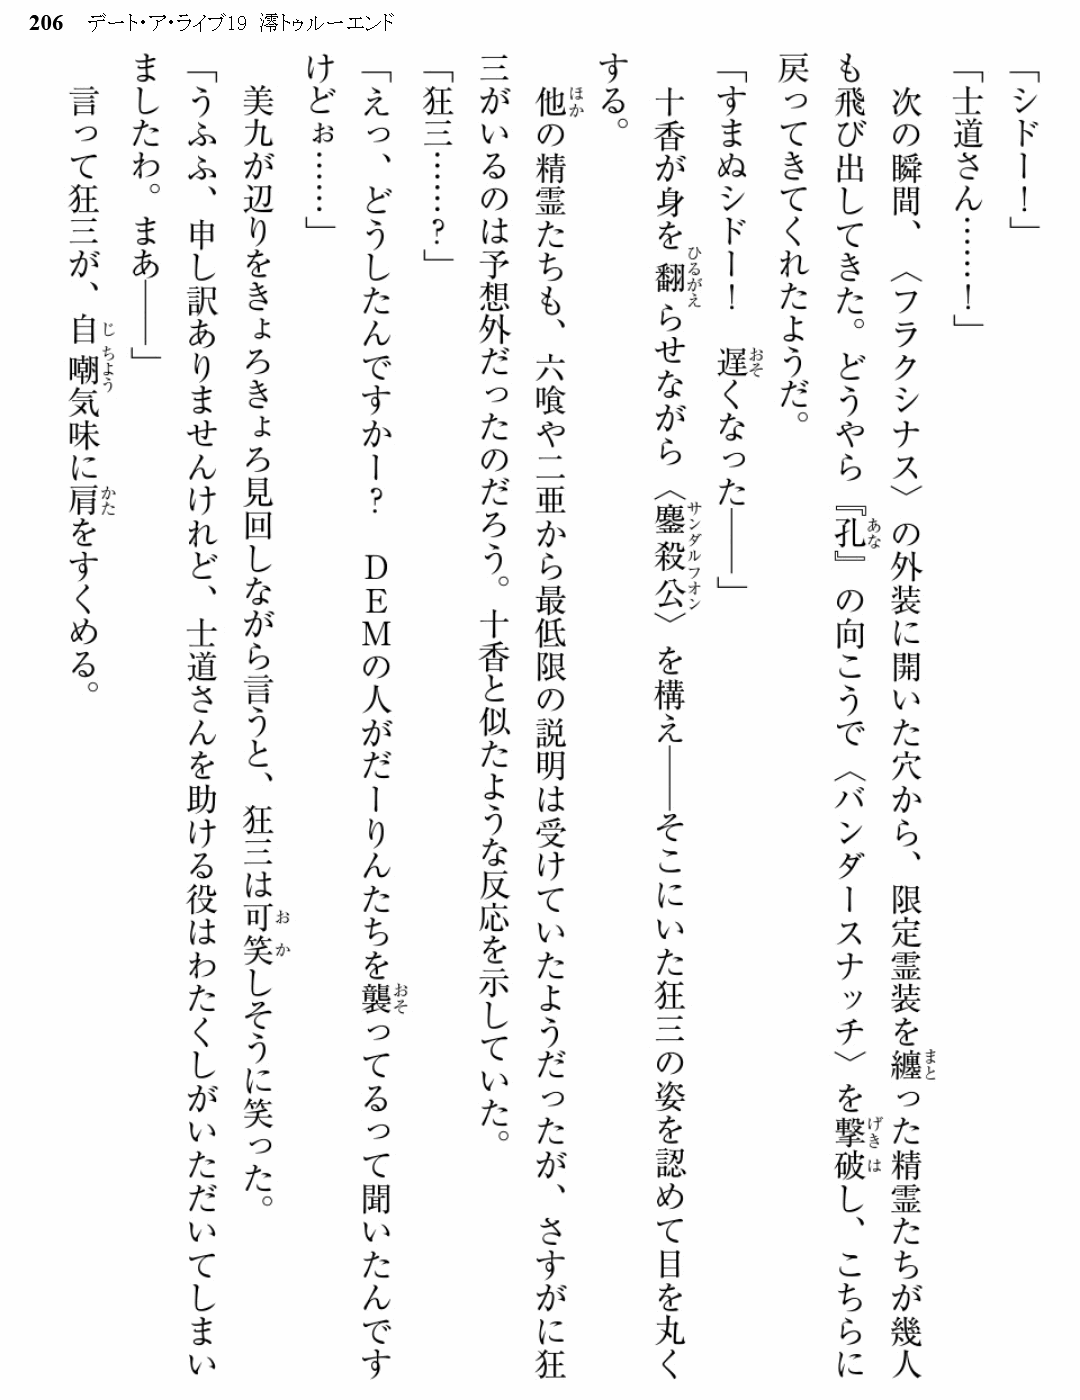 206 デート・ア・ライブ19 澪トゥルーエンド
「シドー！」
「士道さん……！」
次の瞬間、〈フラクシナス〉の外装に開いた穴から、限定霊装を纏った精霊たちが幾人
も飛び出してきた。どうやら『孔』の向こうで〈バンダースナッチ〉を撃破し、こちらに
戻ってきてくれたようだ。
「すまぬシドー！　遅くなった――」
十香が身を翻らせながら〈鏖殺公〉を構え――そこにいた狂三の姿を認めて目を丸く
する。
他の精霊たちも、六喰や二亜から最低限の説明は受けていたようだったが、さすがに狂
三がいるのは予想外だったのだろう。十香と似たような反応を示していた。
「狂三……？」
「えっ、どうしたんですかー？　ＤＥＭの人がだーりんたちを襲ってるって聞いたんです
けどぉ……」
美九が辺りをきょろきょろ見回しながら言うと、狂三は可笑しそうに笑った。
「うふふ、申し訳ありませんけれど、士道さんを助ける役はわたくしがいただいてしまい
ましたわ。まあ――」
言って狂三が、自嘲気味に肩をすくめる。